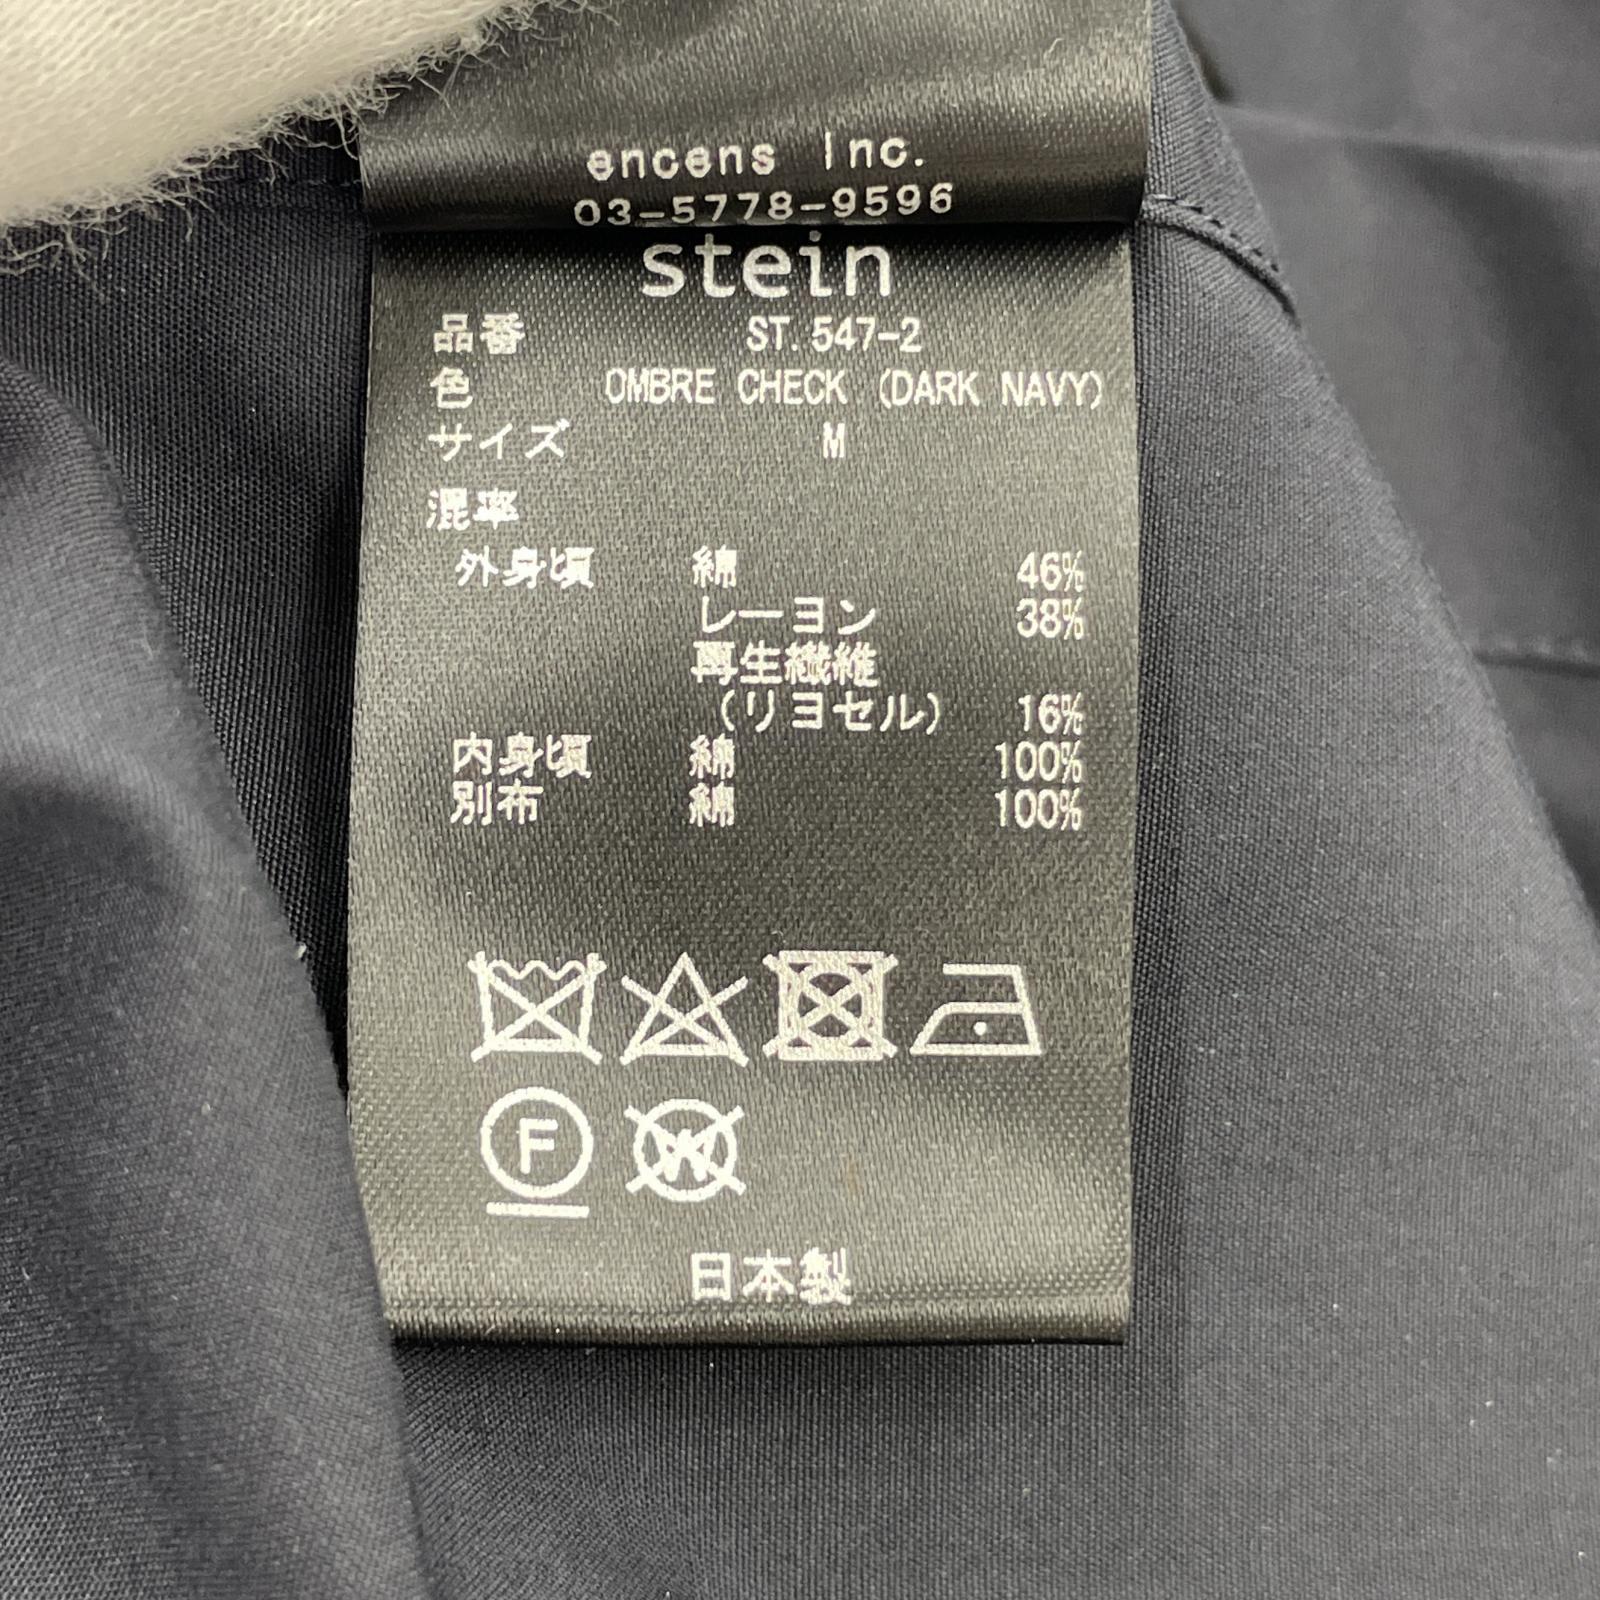 encens Inc.
03-5778-9596
stein
品番 ST.547-2
色 OMBRE CHECK (DARK NAVY)
サイズ M
混率
外身頃 綿 46%
レーヨン 38%
再生繊維
(リヨセル) 16%
内身頃 綿 100%
別布 綿 100%
F W
日本製